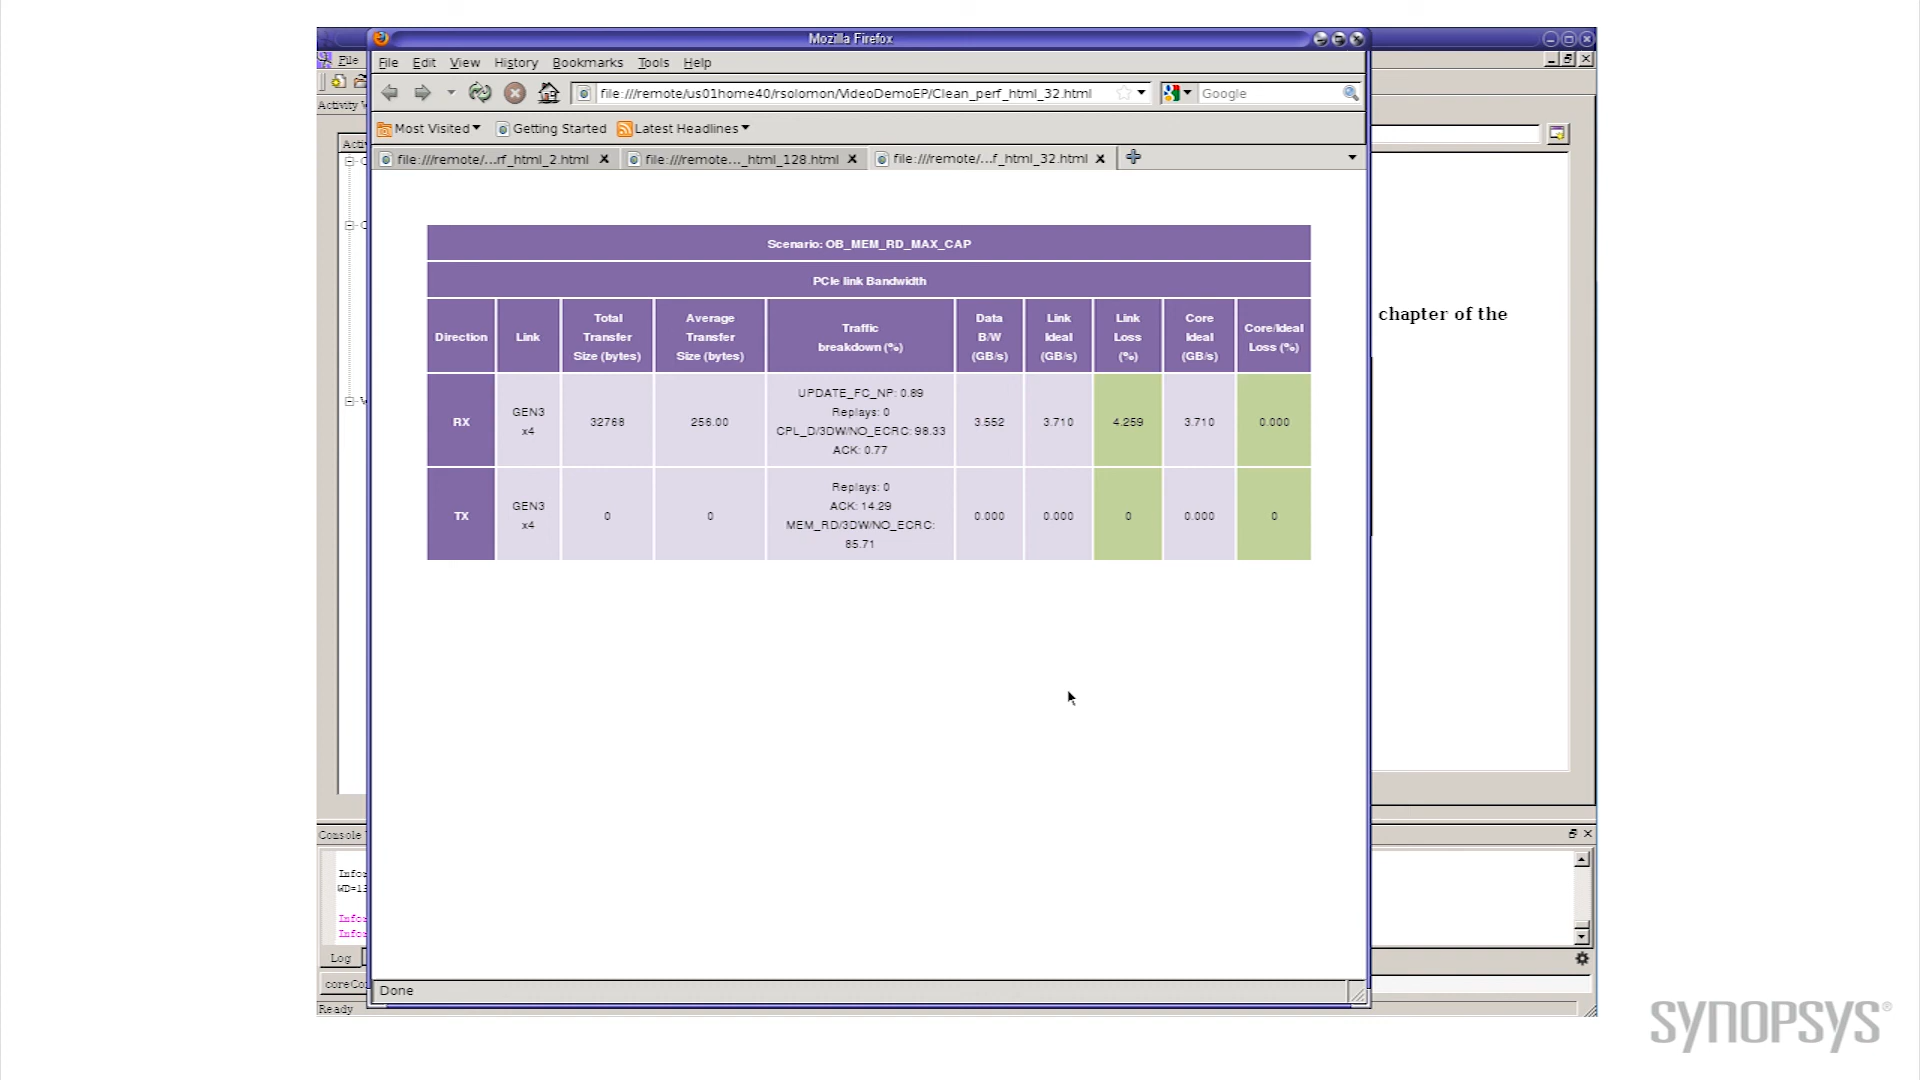 Mozilla Firefox
File
File Edit View History Bookmarks Tools Help
file:///remote/us01home40/rsolomon/VideoDemoEP/Clean_perf_html_32.html
Google
Activity
Most Visited Getting Started Latest Headlines
file:///remote/...rf_html_2.html
file:///remote..._html_128.html
file:///remote/...f_html_32.html
Scenario: OB_MEM_RD_MAX_CAP
PCIe link Bandwidth
Direction
Link
Total
Transfer
Size (bytes)
Average
Transfer
Size (bytes)
Traffic
breakdown (%)
Data
B/W
(GB/s)
Link
Ideal
(GB/s)
Link
Loss
(%)
Core
Ideal
(GB/s)
Core/Ideal
Loss (%)
RX
GEN3
x4
32768
256.00
UPDATE_FC_NP: 0.89
Replays: 0
CPL_D/3DW/NO_ECRC: 98.33
ACK: 0.77
3.552
3.710
4.259
3.710
0.000
TX
GEN3
x4
0
0
Replays: 0
ACK: 14.29
MEM_RD/3DW/NO_ECRC:
85.71
0.000
0.000
0
0.000
0
chapter of the
Console
Log
Done
Ready
SYNOPSYS®